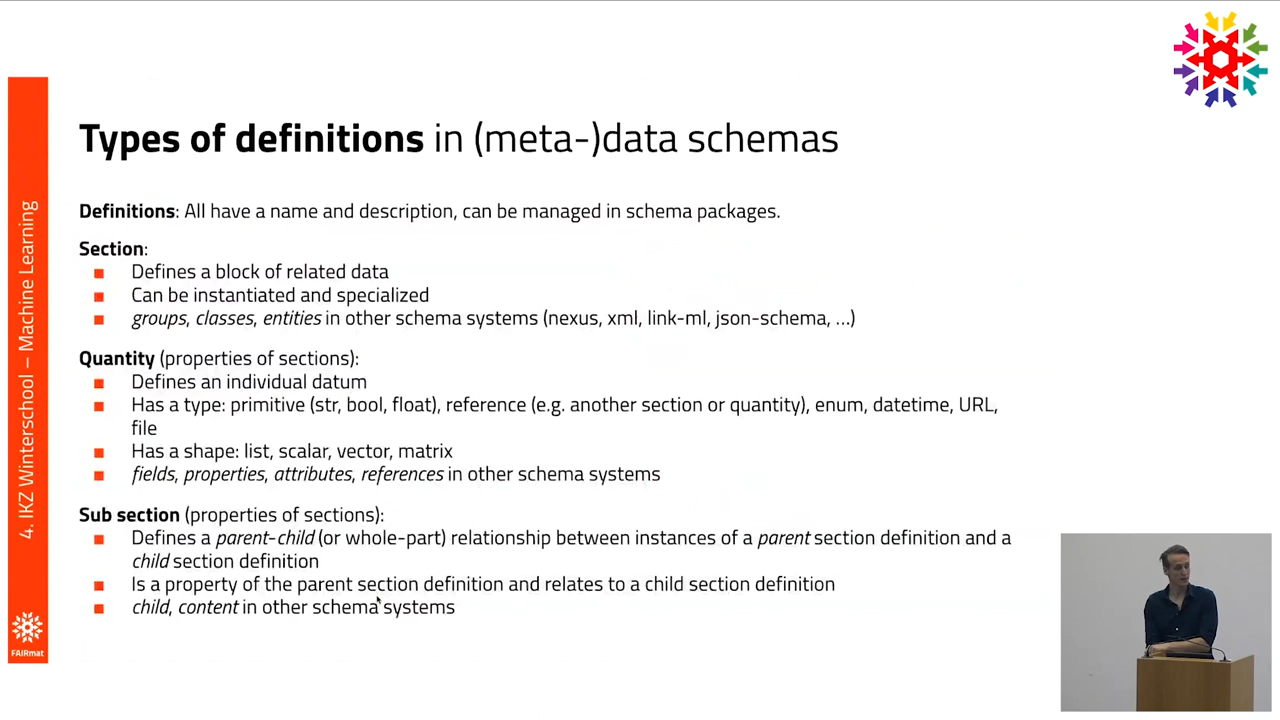 Types of definitions in (meta-)data schemas
Definitions: All have a name and description, can be managed in schema packages.
Section:
■ Defines a block of related data
■ Can be instantiated and specialized
■ groups, classes, entities in other schema systems (nexus, xml, link-ml, json-schema, …)
Quantity (properties of sections):
■ Defines an individual datum
■ Has a type: primitive (str, bool, float), reference (e.g. another section or quantity), enum, datetime, URL,
file
■ Has a shape: list, scalar, vector, matrix
■ fields, properties, attributes, references in other schema systems
Sub section (properties of sections):
■ Defines a parent-child (or whole-part) relationship between instances of a parent section definition and a
child section definition
■ Is a property of the parent section definition and relates to a child section definition
■ child, content in other schema systems
4. IKZ Winterschool – Machine Learning
FAIRmat